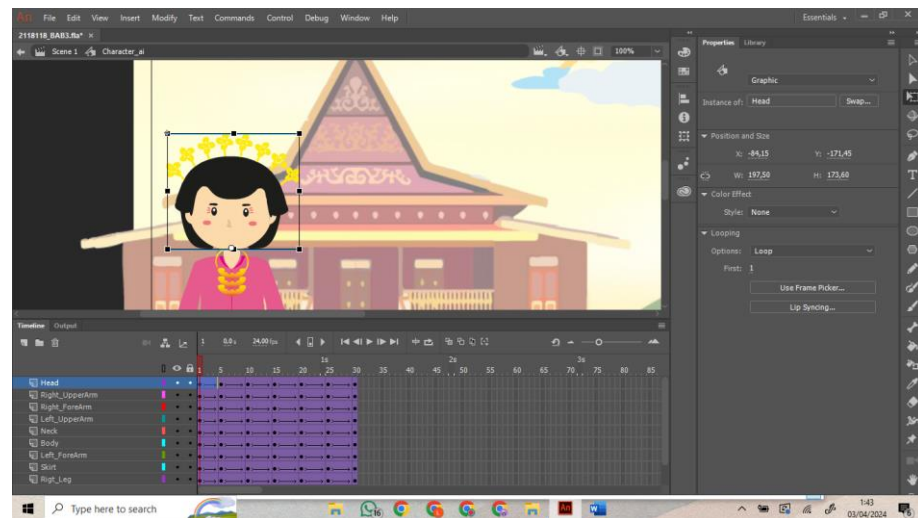 An File Edit View Insert Modify Text Commands Control Debug Window Help Essentials
2118118_BAB3.fla* ×
Scene 1 Character_ai 100%
Properties Library
Graphic
Instance of: Head Swap...
Position and Size
X: -84,15 Y: -171,45
W: 197,50 H: 173,60
Color Effect
Style: None
Looping
Options: Loop
First: 1
Use Frame Picker...
Lip Syncing...
Timeline Output
1 0,0 s 24,00 fps
1s 2s 3s
1 5 10 15 20 25 30 35 40 45 50 55 60 65 70 75 80 85
Head
Right_UpperArm
Right_ForeArm
Left_UpperArm
Neck
Body
Left_ForeArm
Skirt
Rigt_Leg
Type here to search
1:43
03/04/2024